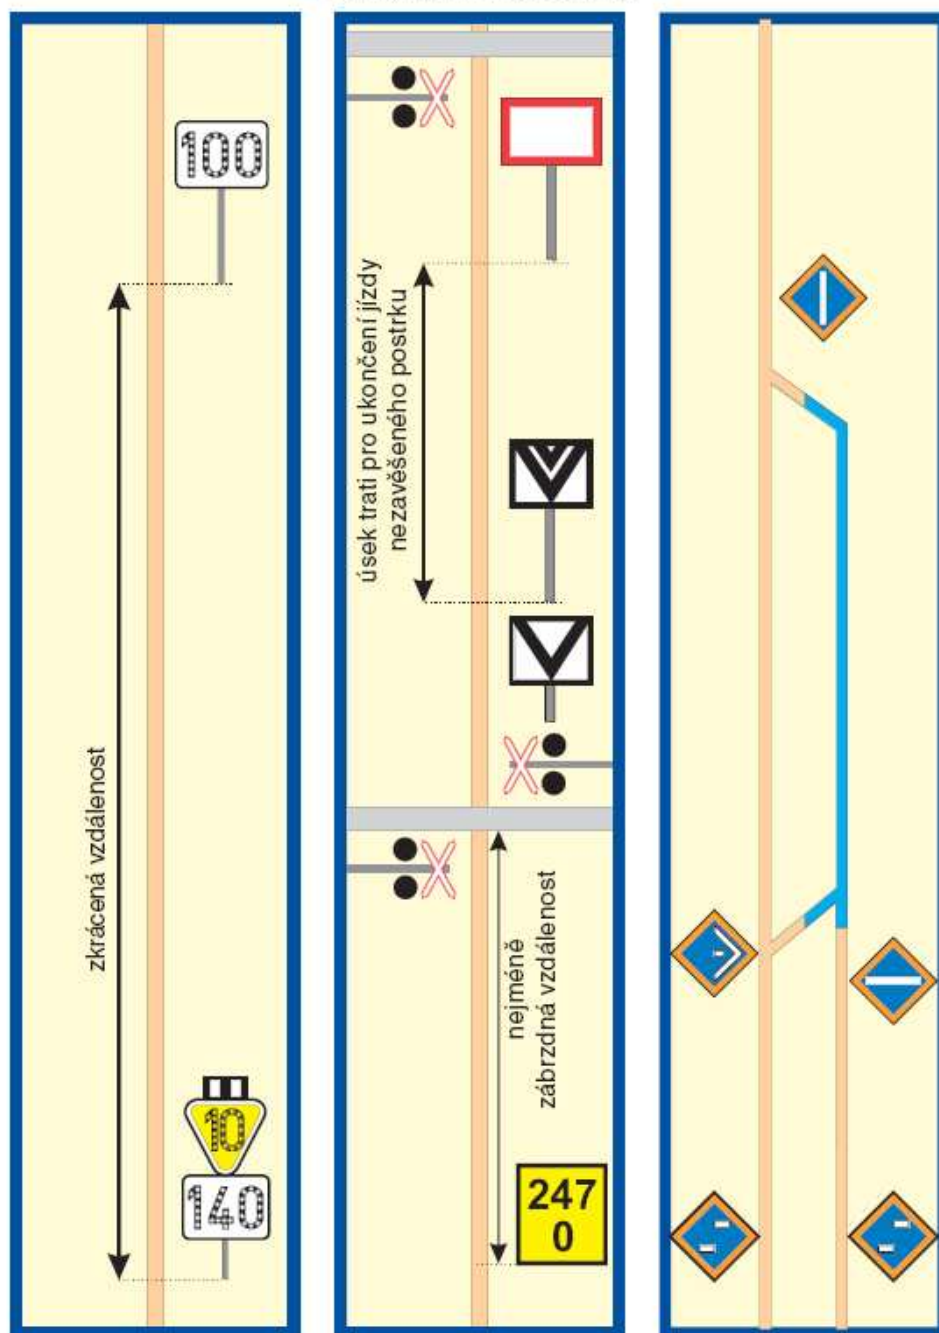 100
zkrácená vzdálenost
10
140
úsek trati pro ukončení jízdy
nezavěšeného postrku
nejméně
zábrzdná vzdálenost
247
0